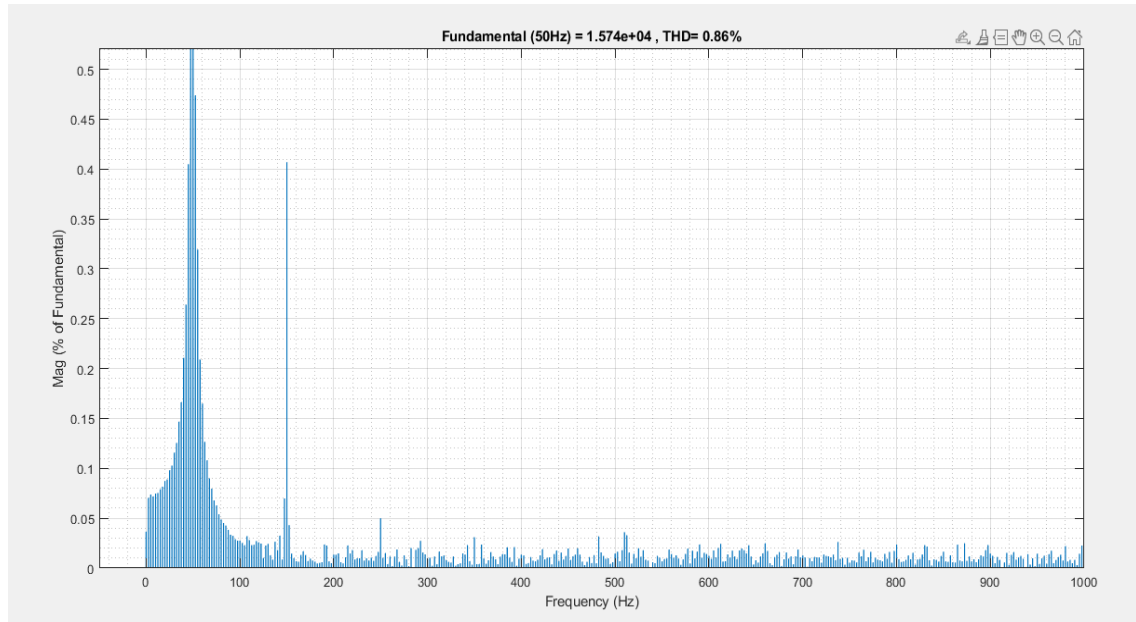 Fundamental (50Hz) = 1.574e+04 , THD= 0.86%
0.5
0.45
0.4
0.35
0.3
0.25
0.2
0.15
0.1
0.05
0
Mag (% of Fundamental)
0 100 200 300 400 500 600 700 800 900 1000
Frequency (Hz)